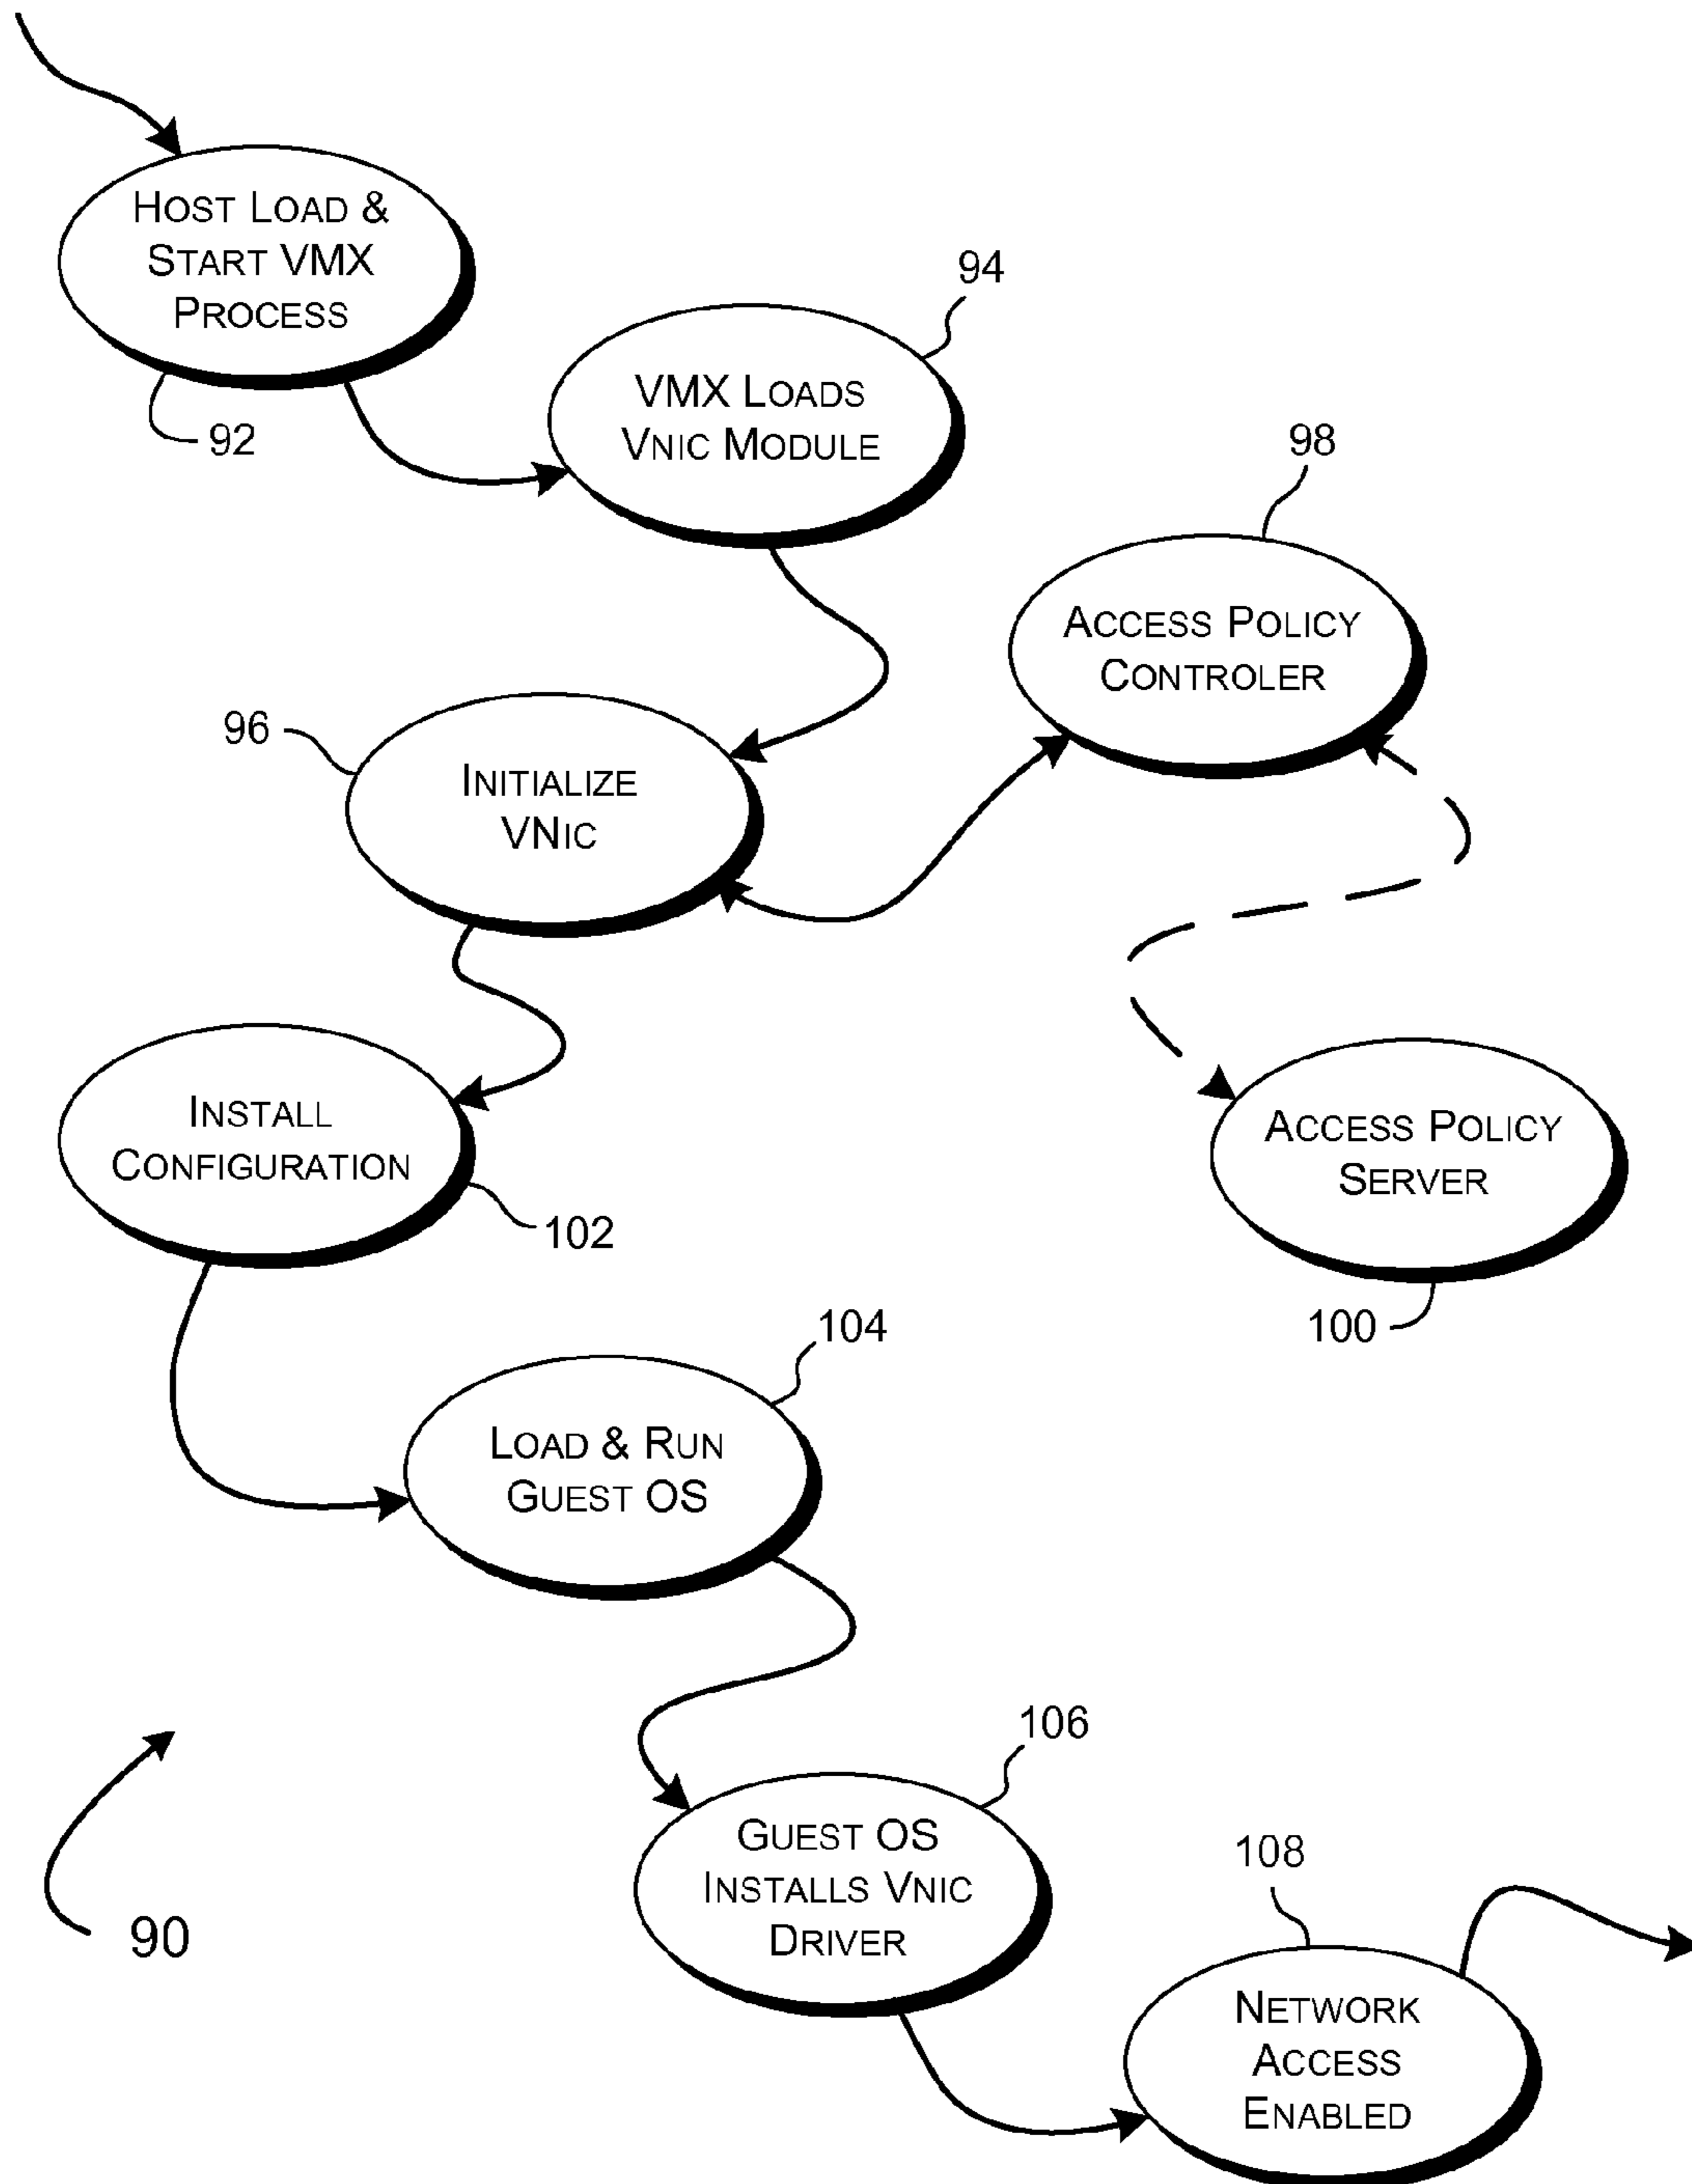 HOST LOAD &
START VMX
PROCESS
92
94
VMX LOADS
VNIC MODULE
98
ACCESS POLICY
CONTROLER
96
INITIALIZE
VNIC
INSTALL
CONFIGURATION
102
ACCESS POLICY
SERVER
100
104
LOAD & RUN
GUEST OS
106
GUEST OS
INSTALLS VNIC
DRIVER
90
108
NETWORK
ACCESS
ENABLED